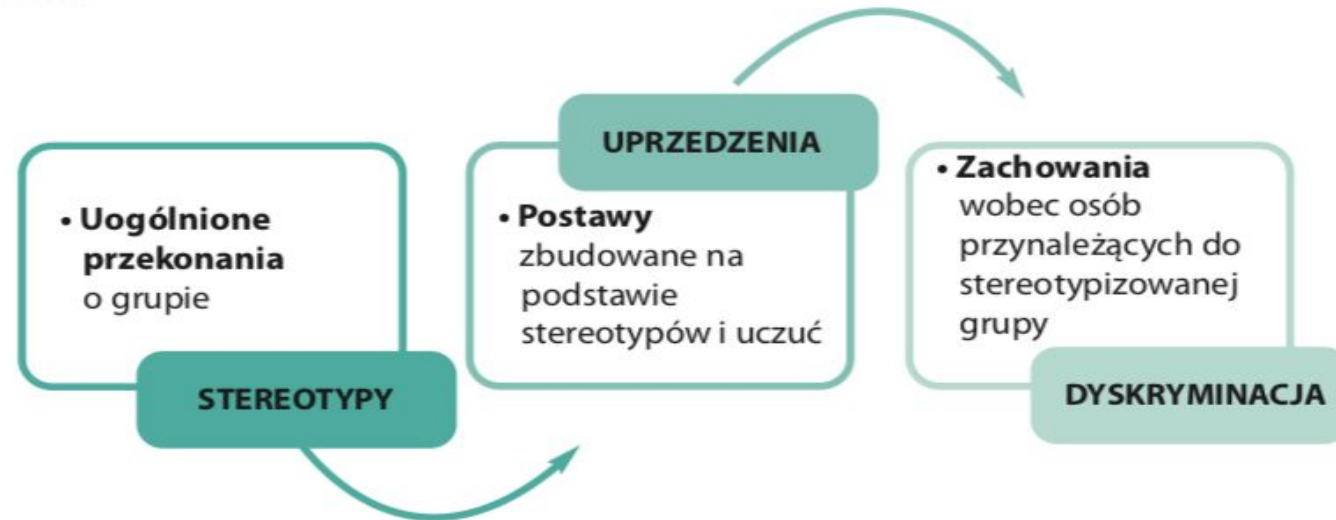 • Uogólnione
przekonania
o grupie
STEREOTYPY
UPRZEDZENIA
• Postawy
zbudowane na
podstawie
stereotypów i uczuć
• Zachowania
wobec osób
przynależących do
stereotypizowanej
grupy
DYSKRYMINACJA